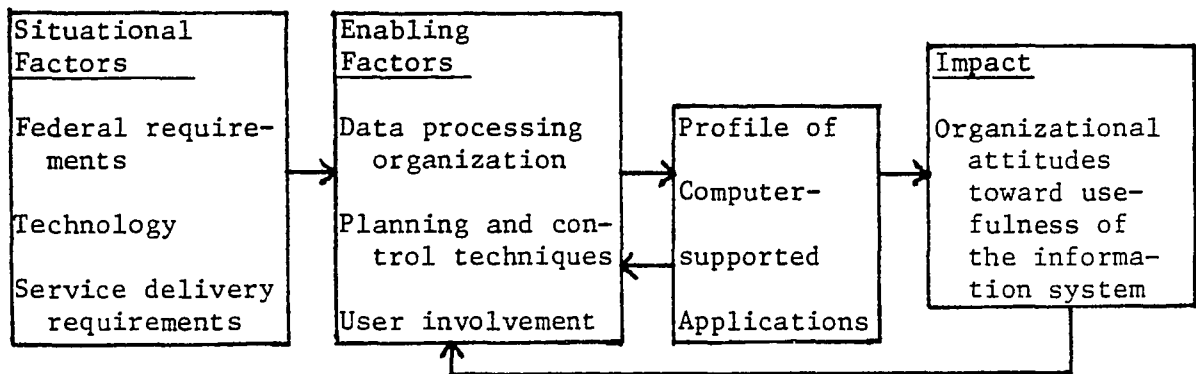 Situational
Factors
Federal require-
ments
Technology
Service delivery
requirements
Enabling
Factors
Data processing
organization
Planning and con-
trol techniques
User involvement
Profile of
Computer-
supported
Applications
Impact
Organizational
attitudes
toward use-
fulness of
the informa-
tion system